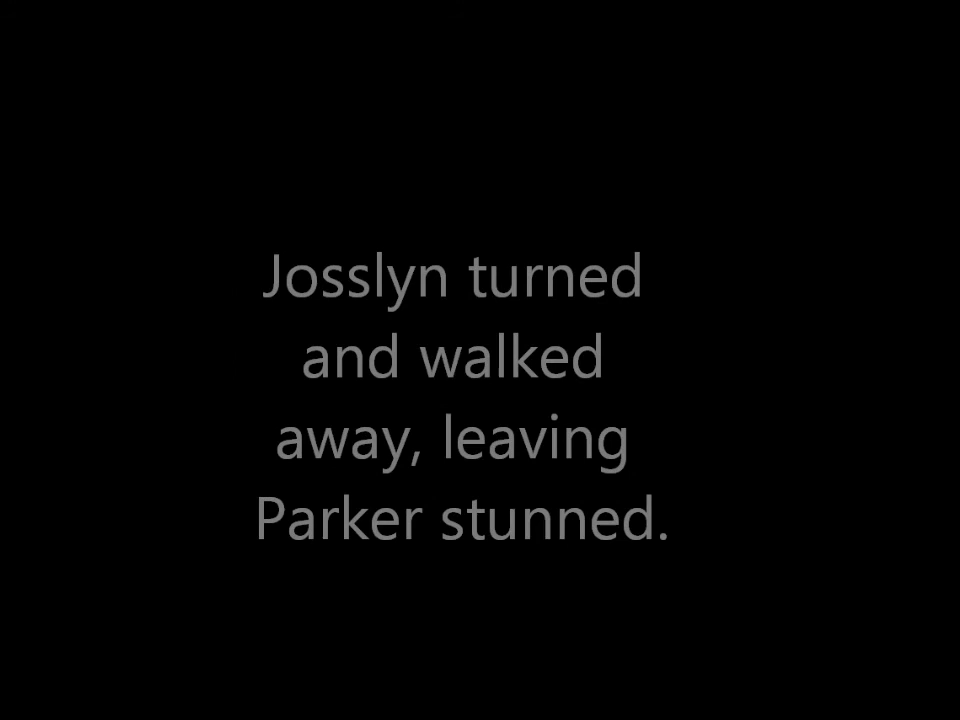 Josslyn turned
and walked
away, leaving
Parker stunned.